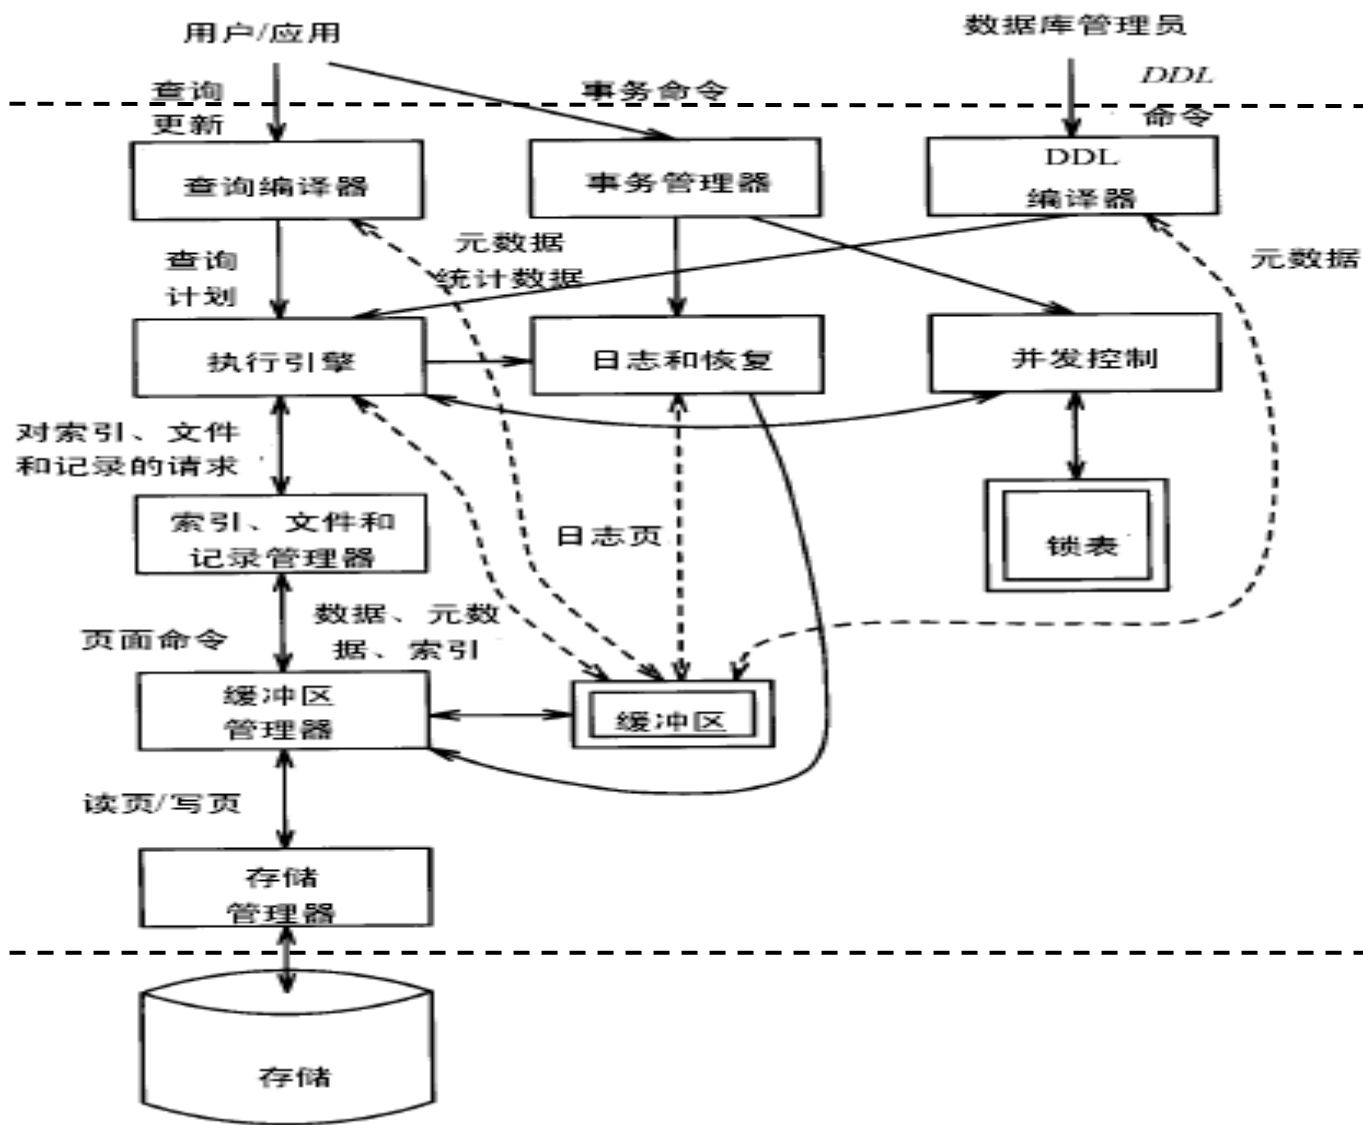 用户/应用
数据库管理员
查询
更新
事务命令
DDL
命令
查询编译器
事务管理器
DDL
编译器
查询
计划
元数据
统计数据
元数据
执行引擎
日志和恢复
并发控制
对索引、文件
和记录的请求
索引、文件和
记录管理器
日志页
锁表
页面命令
数据、元数
据、索引
缓冲区
管理器
缓冲区
读页/写页
存储
管理器
存储